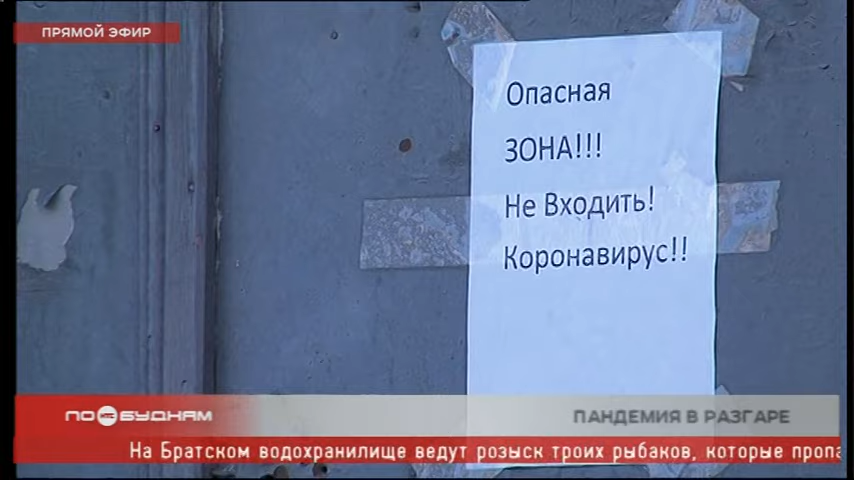 ПРЯМОЙ ЭФИР
Опасная
ЗОНА!!!
Не Входить!
Коронавирус!!
ПО БУДНЯМ
ПАНДЕМИЯ В РАЗГАРЕ
На Братском водохранилище ведут розыск троих рыбаков, которые